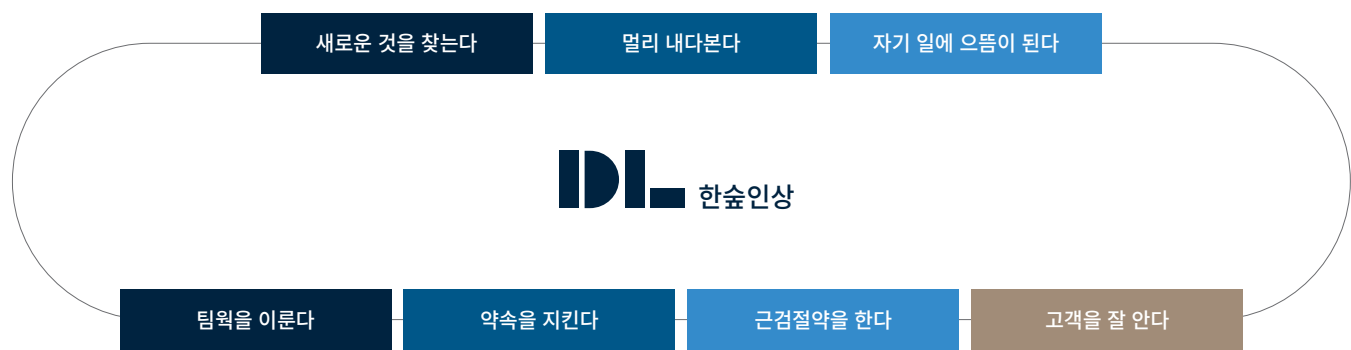 새로운 것을 찾는다
멀리 내다본다
자기 일에 으뜸이 된다
DL 한숲인상
팀웍을 이룬다
약속을 지킨다
근검절약을 한다
고객을 잘 안다